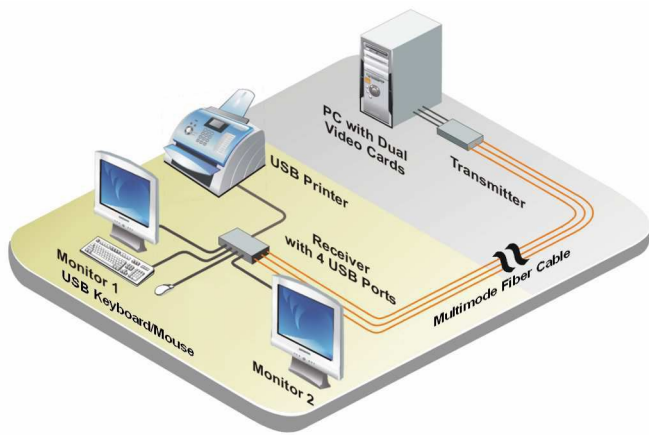 PC with Dual
Video Cards
Transmitter
USB Printer
Receiver
with 4 USB Ports
Monitor 1
USB Keyboard/Mouse
Multimode Fiber Cable
Monitor 2